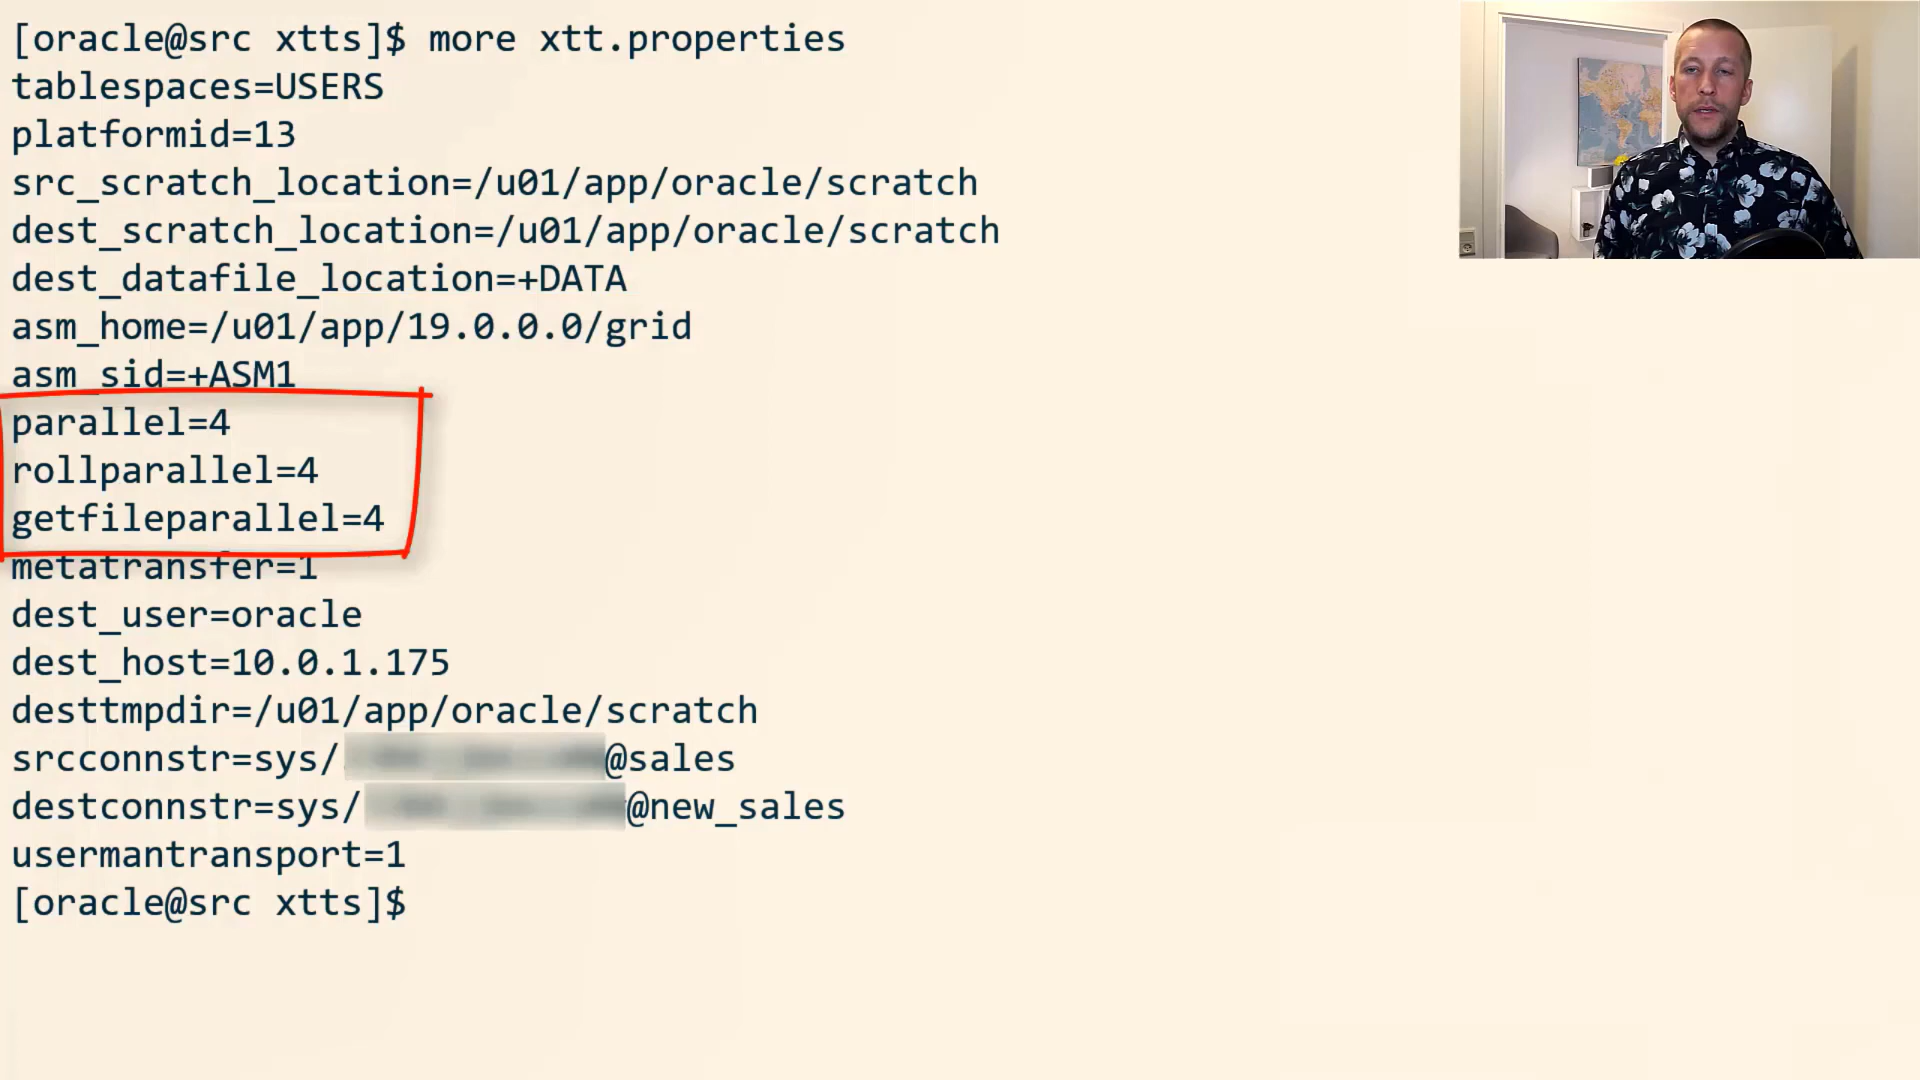 [oracle@src xtts]$ more xtt.properties
tablespaces=USERS
platformid=13
src_scratch_location=/u01/app/oracle/scratch
dest_scratch_location=/u01/app/oracle/scratch
dest_datafile_location=+DATA
asm_home=/u01/app/19.0.0.0/grid
asm_sid=+ASM1
parallel=4
rollparallel=4
getfileparallel=4
metatransfer=1
dest_user=oracle
dest_host=10.0.1.175
desttmpdir=/u01/app/oracle/scratch
srcconnstr=sys/@sales
destconnstr=sys/@new_sales
usermantransport=1
[oracle@src xtts]$